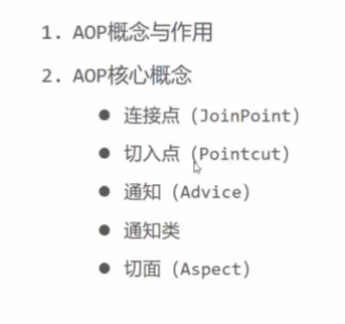 1. AOP概念与作用
2. AOP核心概念
● 连接点（JoinPoint）
● 切入点（Pointcut）
● 通知（Advice）
● 通知类
● 切面（Aspect）